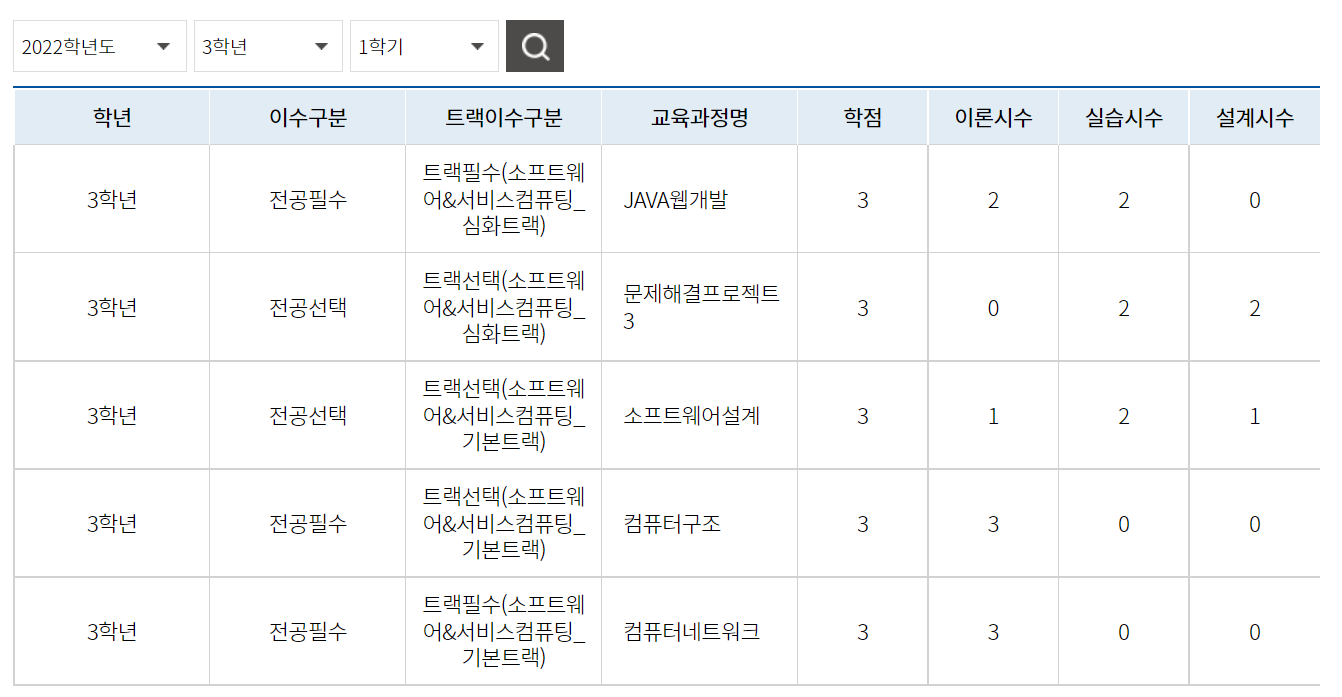 2022학년도 3학년 1학기
학년 이수구분 트랙이수구분 교육과정명 학점 이론시수 실습시수 설계시수
트랙필수(소프트웨
3학년 전공필수 어&서비스컴퓨팅_ JAVA웹개발 3 2 2 0
심화트랙)
트랙선택(소프트웨
3학년 전공선택 어&서비스컴퓨팅_ 문제해결프로젝트 3 0 2 2
심화트랙) 3
트랙선택(소프트웨
3학년 전공선택 어&서비스컴퓨팅_ 소프트웨어설계 3 1 2 1
기본트랙)
트랙선택(소프트웨
3학년 전공필수 어&서비스컴퓨팅_ 컴퓨터구조 3 3 0 0
기본트랙)
트랙필수(소프트웨
3학년 전공필수 어&서비스컴퓨팅_ 컴퓨터네트워크 3 3 0 0
기본트랙)